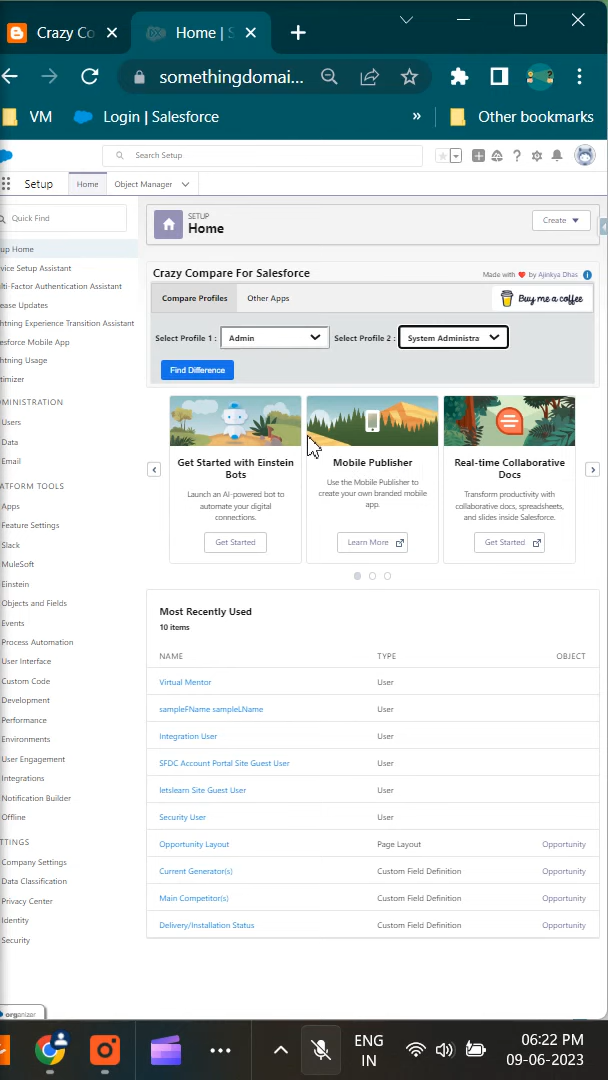 Crazy Co
Home | S
somethingdomai...
VM
Login | Salesforce
»
Other bookmarks
Search Setup
Setup
Home
Object Manager
Quick Find
SETUP
Home
Create
up Home
vice Setup Assistant
lti-Factor Authentication Assistant
ease Updates
htning Experience Transition Assistant
esforce Mobile App
htning Usage
timizer
DMINISTRATION
Users
Data
Email
ATFORM TOOLS
Apps
Feature Settings
Slack
MuleSoft
Einstein
Objects and Fields
Events
Process Automation
User Interface
Custom Code
Development
Performance
Environments
User Engagement
Integrations
Notification Builder
Offline
TTINGS
Company Settings
Data Classification
Privacy Center
Identity
Security
organizer
Crazy Compare For Salesforce
Made with ❤ by Ajinkya Dhas
Compare Profiles
Other Apps
Buy me a coffee
Select Profile 1 :
Admin
Select Profile 2 :
System Administra
Find Difference
Get Started with Einstein
Bots
Launch an AI-powered bot to
automate your digital
connections.
Get Started
Mobile Publisher
Use the Mobile Publisher to
create your own branded mobile
app.
Learn More
Real-time Collaborative
Docs
Transform productivity with
collaborative docs, spreadsheets,
and slides inside Salesforce.
Get Started
Most Recently Used
10 items
NAME TYPE OBJECT
Virtual Mentor User
sampleFName sampleLName User
Integration User User
SFDC Account Portal Site Guest User User
letslearn Site Guest User User
Security User User
Opportunity Layout Page Layout Opportunity
Current Generator(s) Custom Field Definition Opportunity
Main Competitor(s) Custom Field Definition Opportunity
Delivery/Installation Status Custom Field Definition Opportunity
ENG
IN
06:22 PM
09-06-2023